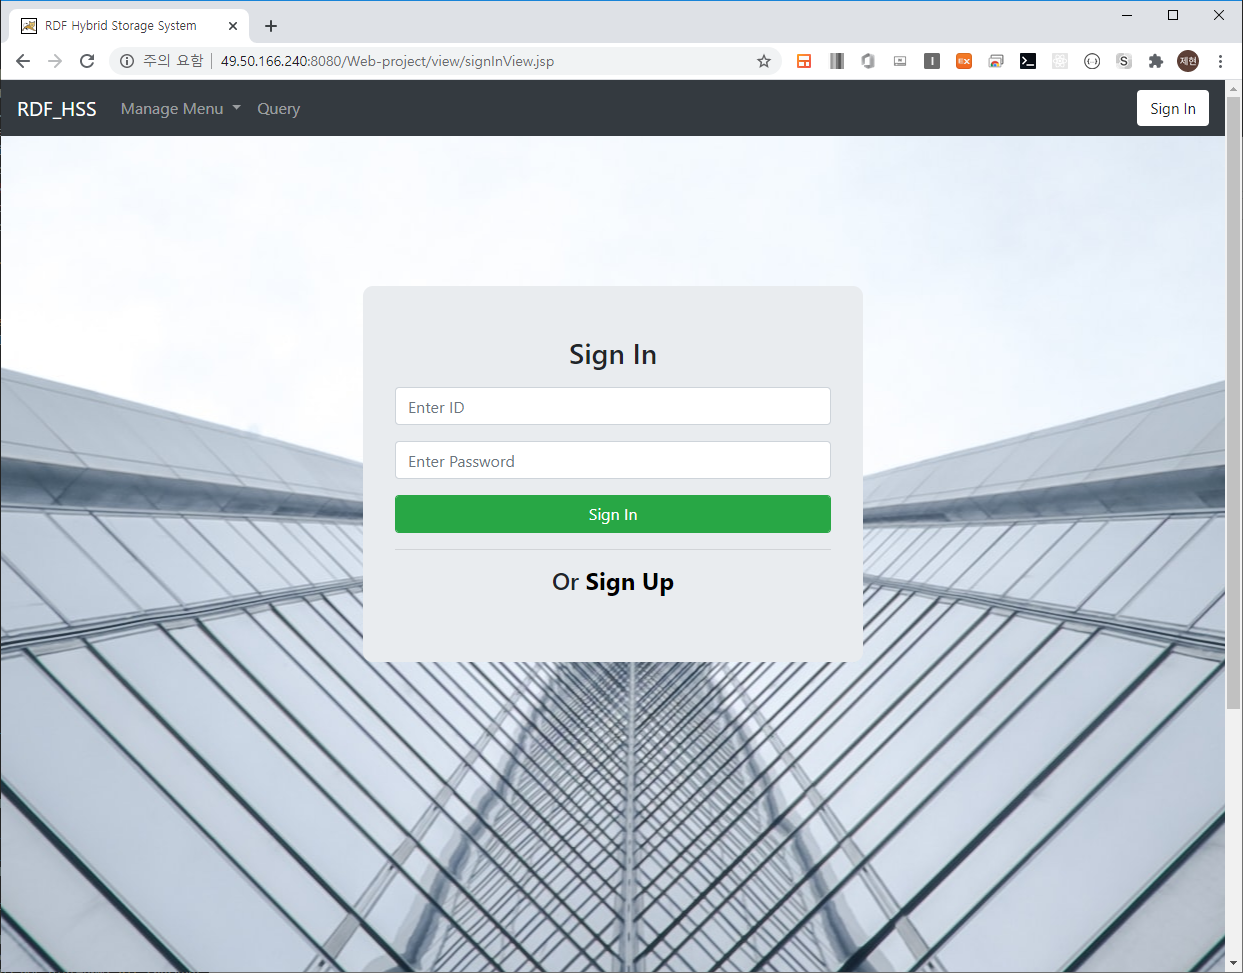 RDF Hybrid Storage System
주의 요함 | 49.50.166.240:8080/Web-project/view/signInView.jsp
제현
RDF_HSS Manage Menu Query Sign In
Sign In
Enter ID
Enter Password
Sign In
Or Sign Up